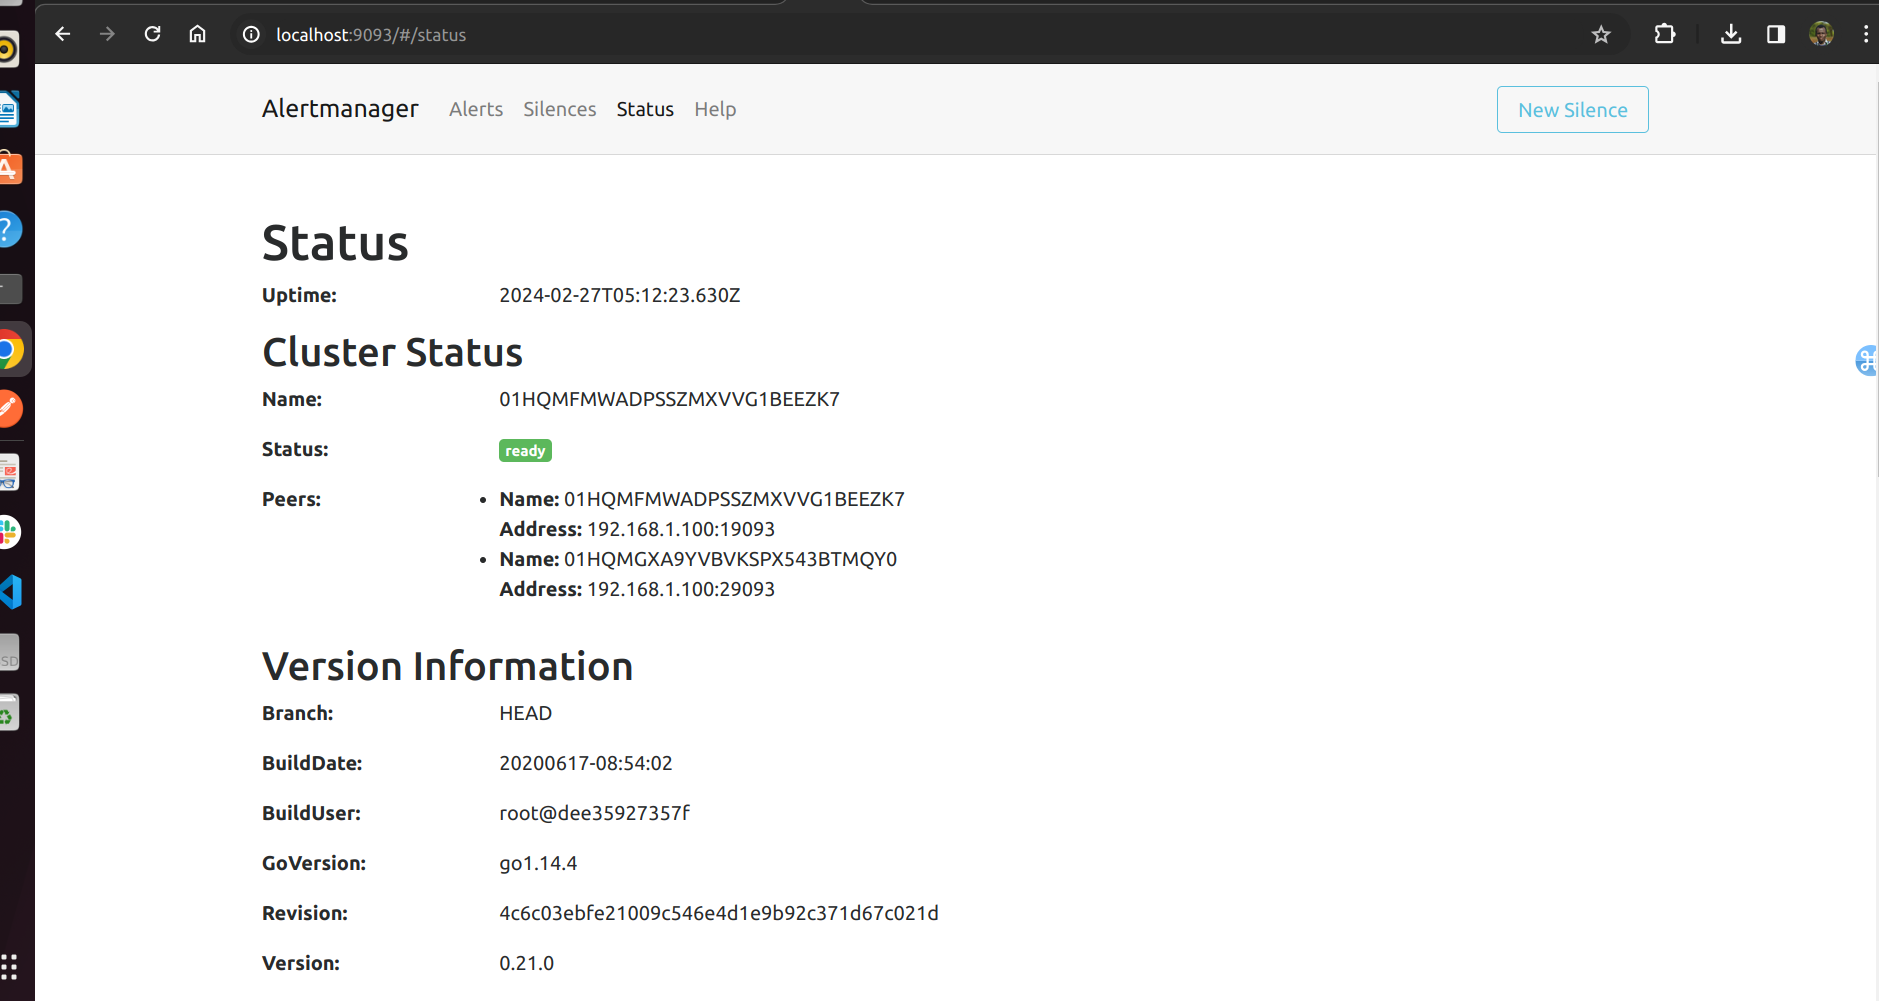 localhost:9093/#/status
Alertmanager Alerts Silences Status Help New Silence
Status
Uptime: 2024-02-27T05:12:23.630Z
Cluster Status
Name: 01HQMFMWADPSSZMXVVG1BEEZK7
Status: ready
Peers: • Name: 01HQMFMWADPSSZMXVVG1BEEZK7
Address: 192.168.1.100:19093
• Name: 01HQMGXA9YVBVKSPX543BTMQY0
Address: 192.168.1.100:29093
Version Information
Branch: HEAD
BuildDate: 20200617-08:54:02
BuildUser: root@dee35927357f
GoVersion: go1.14.4
Revision: 4c6c03ebfe21009c546e4d1e9b92c371d67c021d
Version: 0.21.0